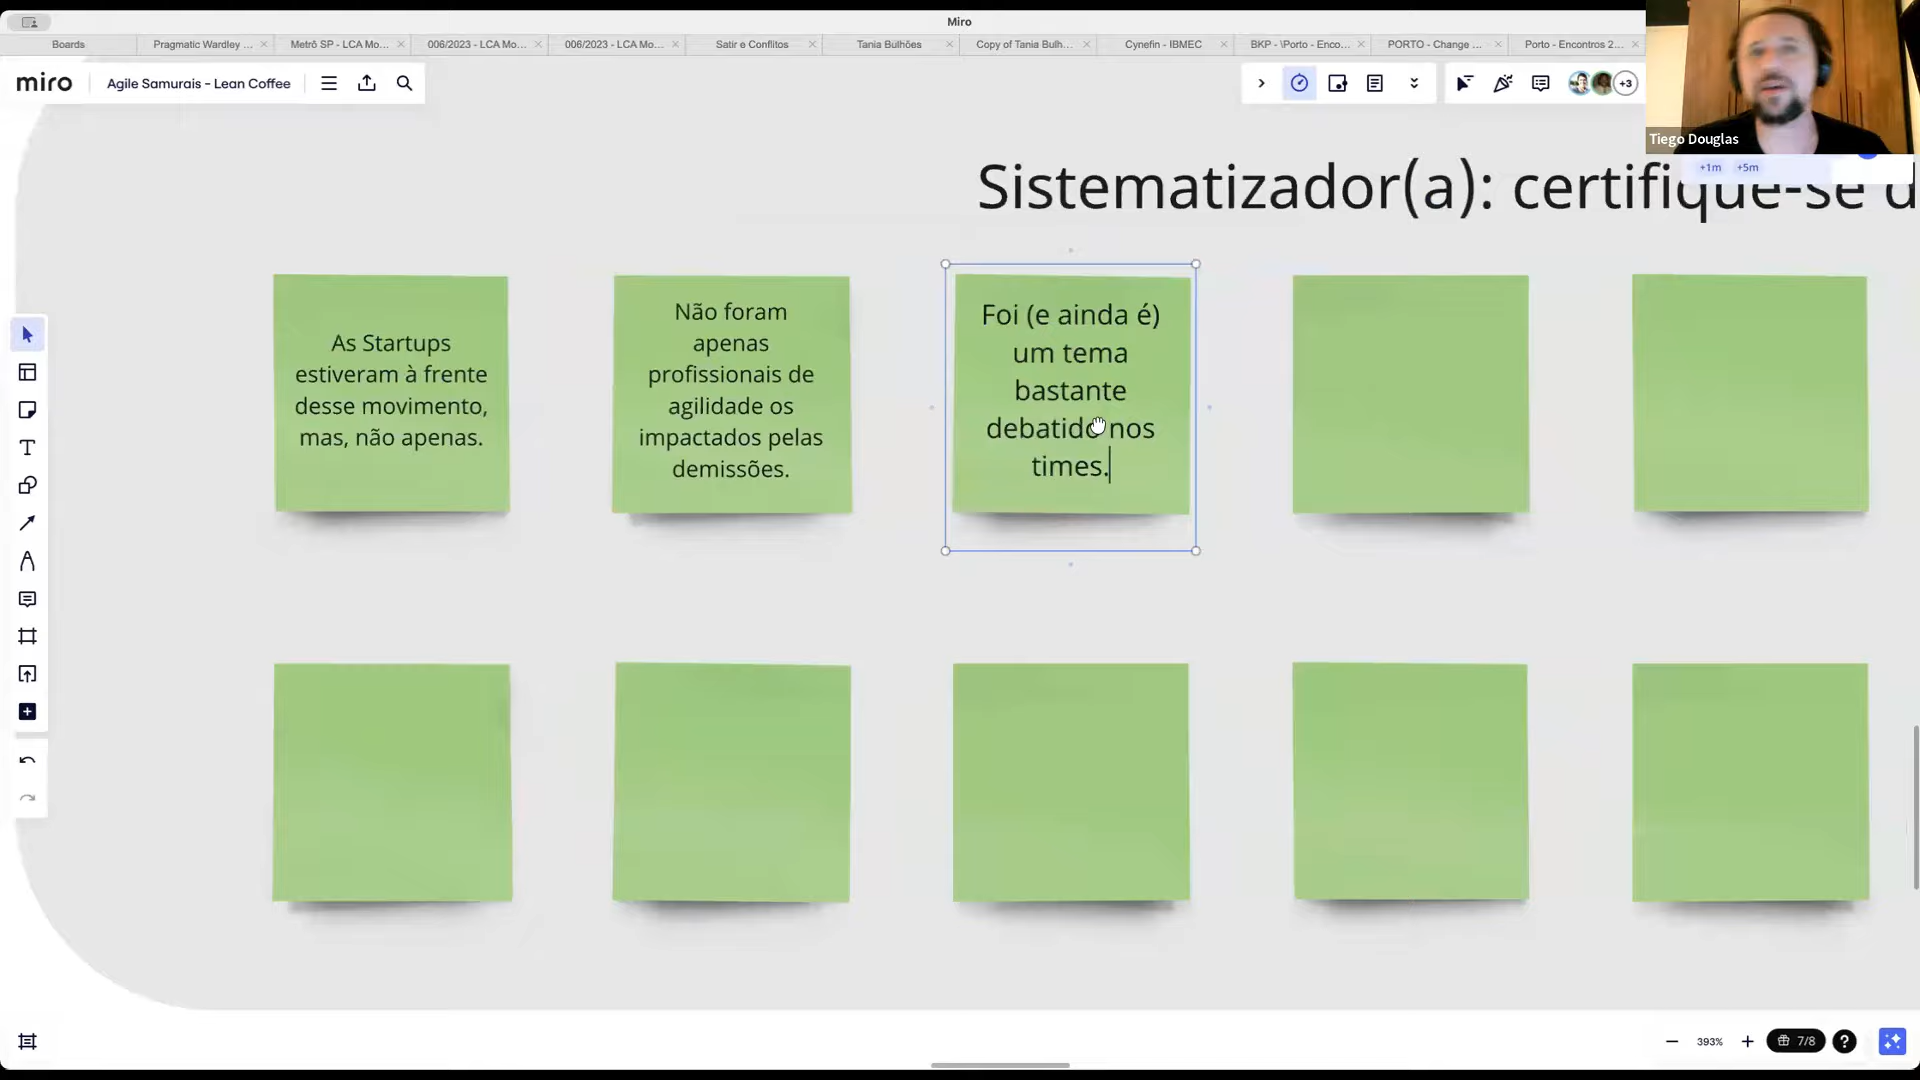 Miro
Boards
Pragmatic Wardley ...
Metrô SP - LCA Mo...
006/2023 - LCA Mo...
006/2023 - LCA Mo...
Satir e Conflitos
Tania Bulhões
Copy of Tania Bulh...
Cynefin - IBMEC
BKP - \Porto - Enco...
PORTO - Change ...
Porto - Encontros 2...
miro
Agile Samurais - Lean Coffee
+3
Tiego Douglas
+1m
+5m
Sistematizador(a): certifique-se d
As Startups
estiveram à frente
desse movimento,
mas, não apenas.
Não foram
apenas
profissionais de
agilidade os
impactados pelas
demissões.
Foi (e ainda é)
um tema
bastante
debatido nos
times.
393%
7/8